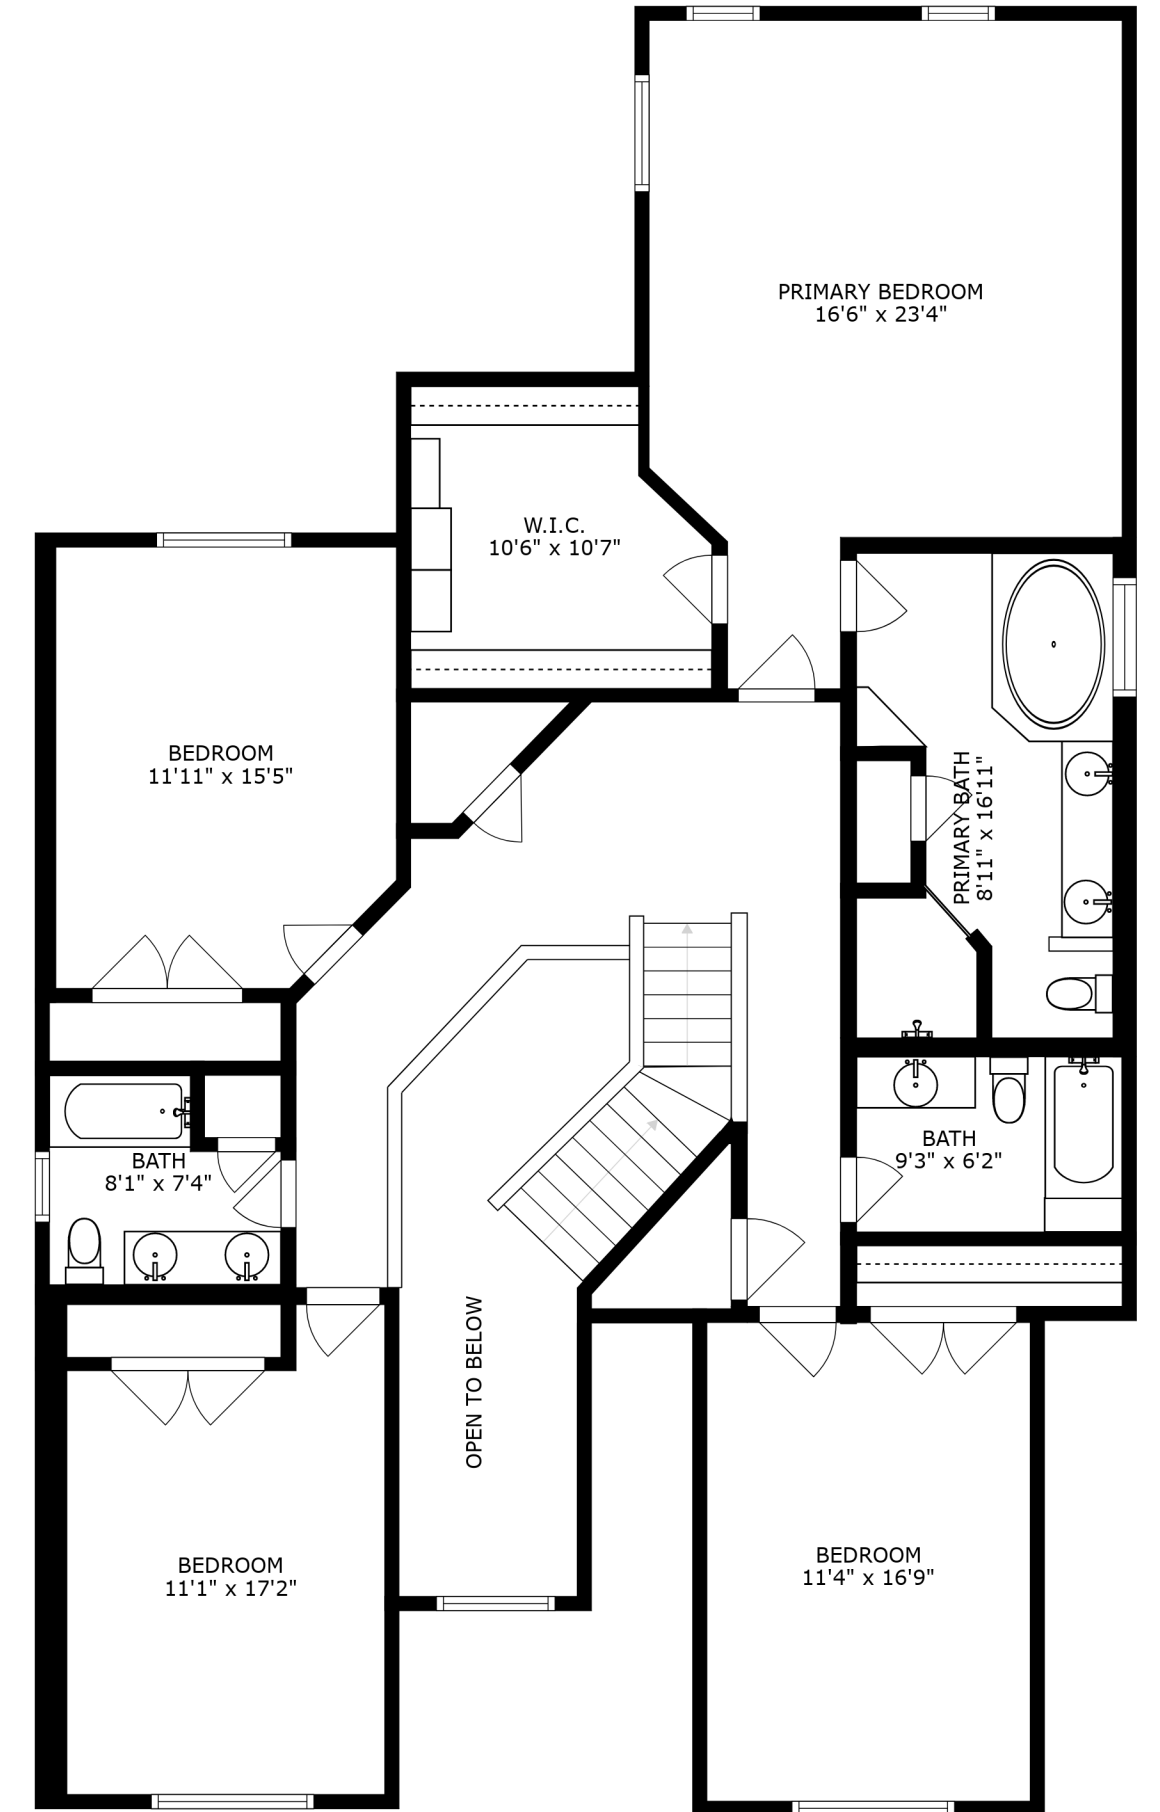 PRIMARY BEDROOM
16'6" x 23'4"
W.I.C.
10'6" x 10'7"
BEDROOM
11'11" x 15'5"
PRIMARY BATH
8'11" x 16'11"
BATH
9'3" x 6'2"
BATH
8'1" x 7'4"
OPEN TO BELOW
BEDROOM
11'1" x 17'2"
BEDROOM
11'4" x 16'9"